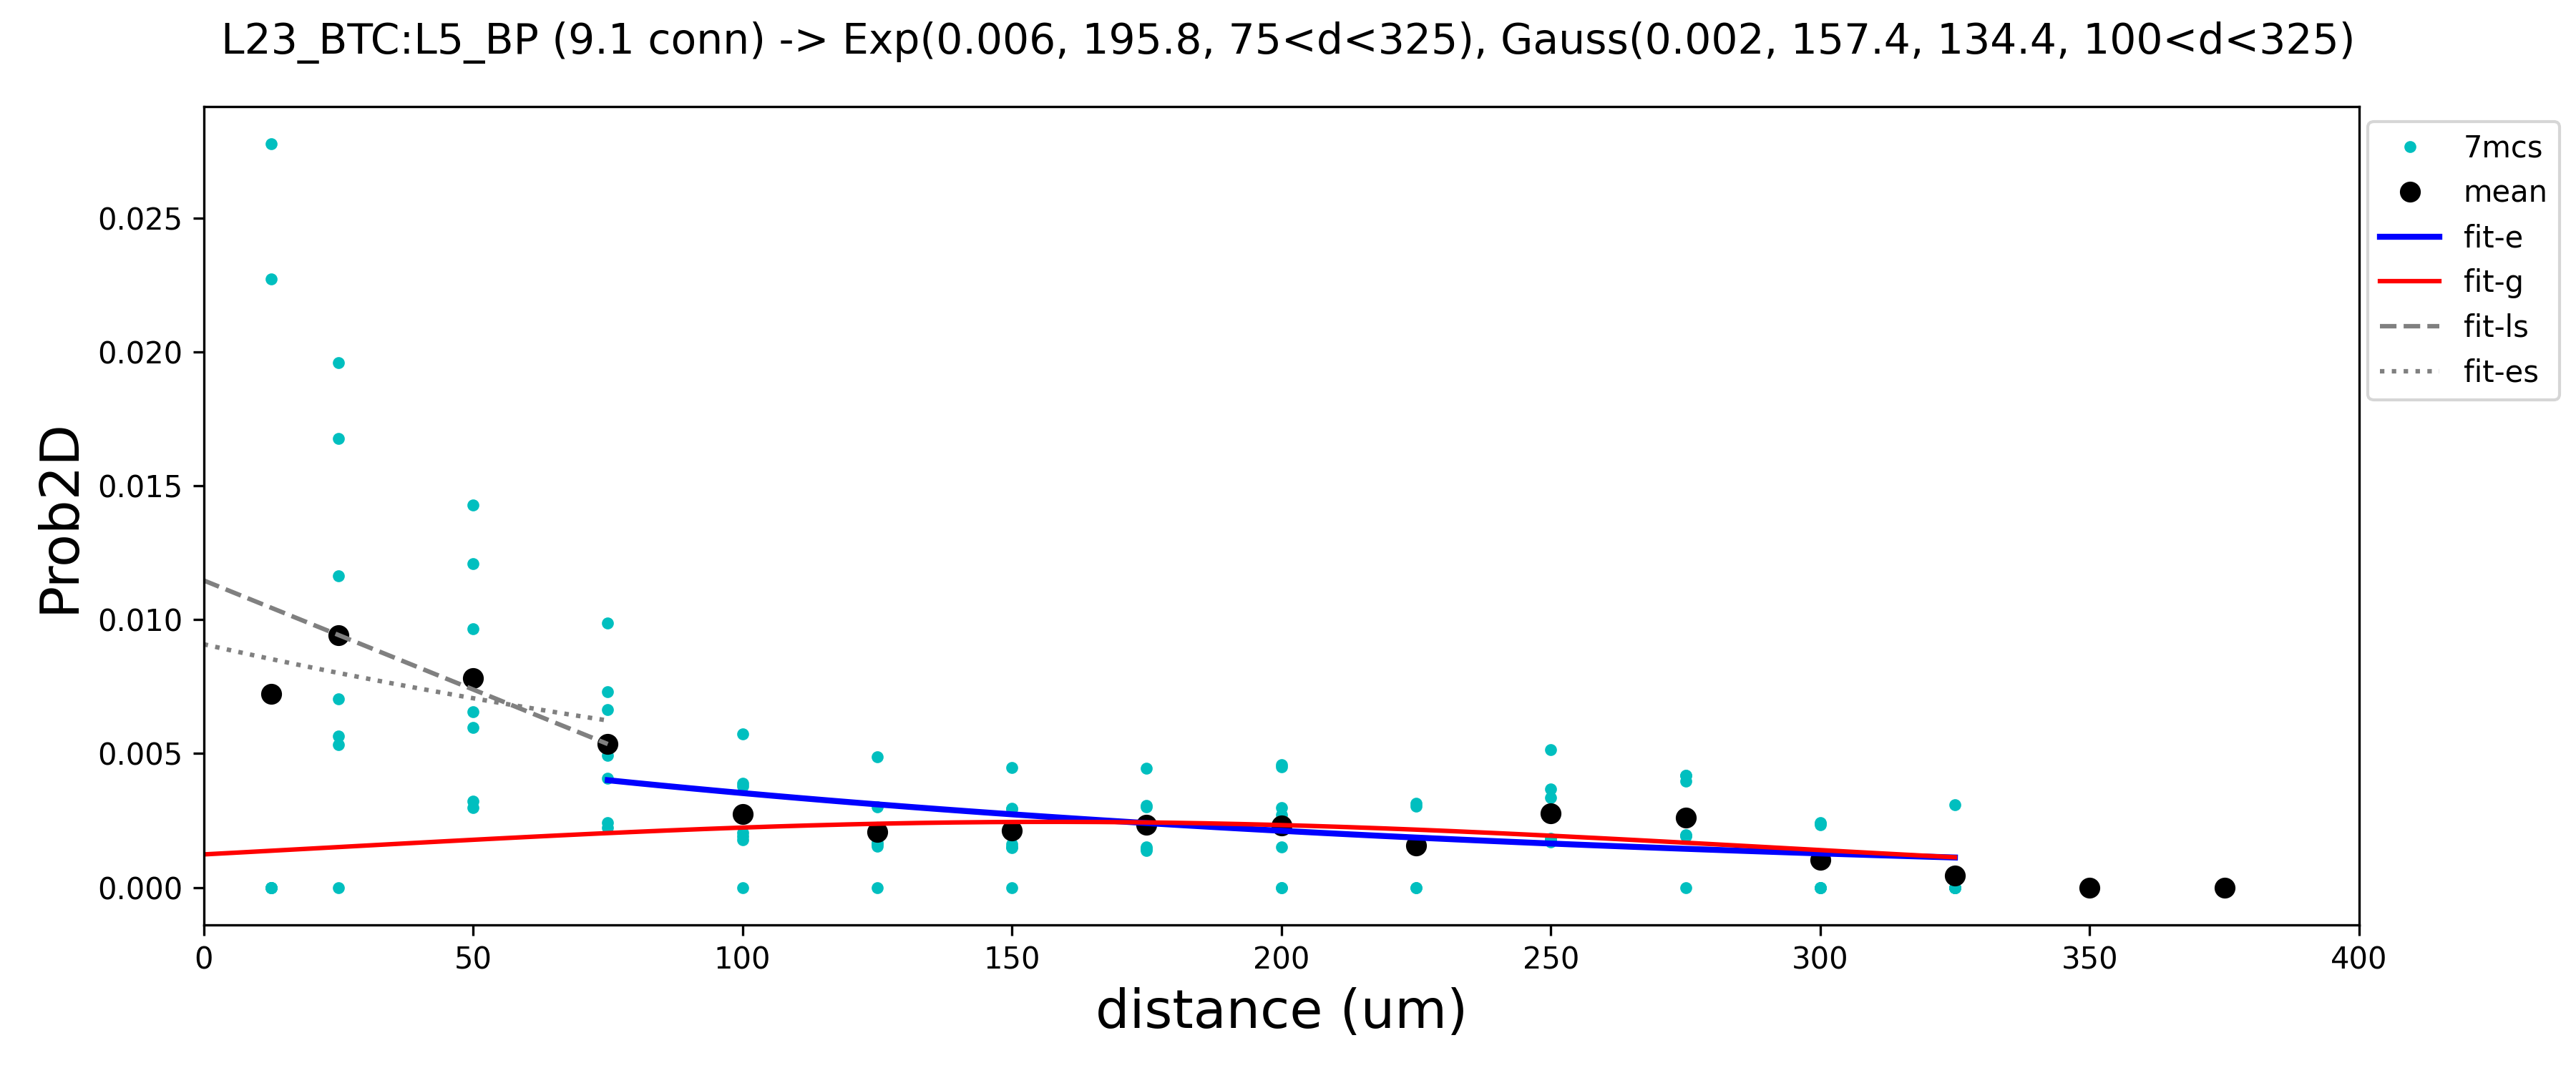 L23_BTC:L5_BP (9.1 conn) -> Exp(0.006, 195.8, 75<d<325), Gauss(0.002, 157.4, 134.4, 100<d<325)
7mcs
mean
fit-e
fit-g
fit-ls
fit-es
Prob2D
0.025
0.020
0.015
0.010
0.005
0.000
0 50 100 150 200 250 300 350 400
distance (um)